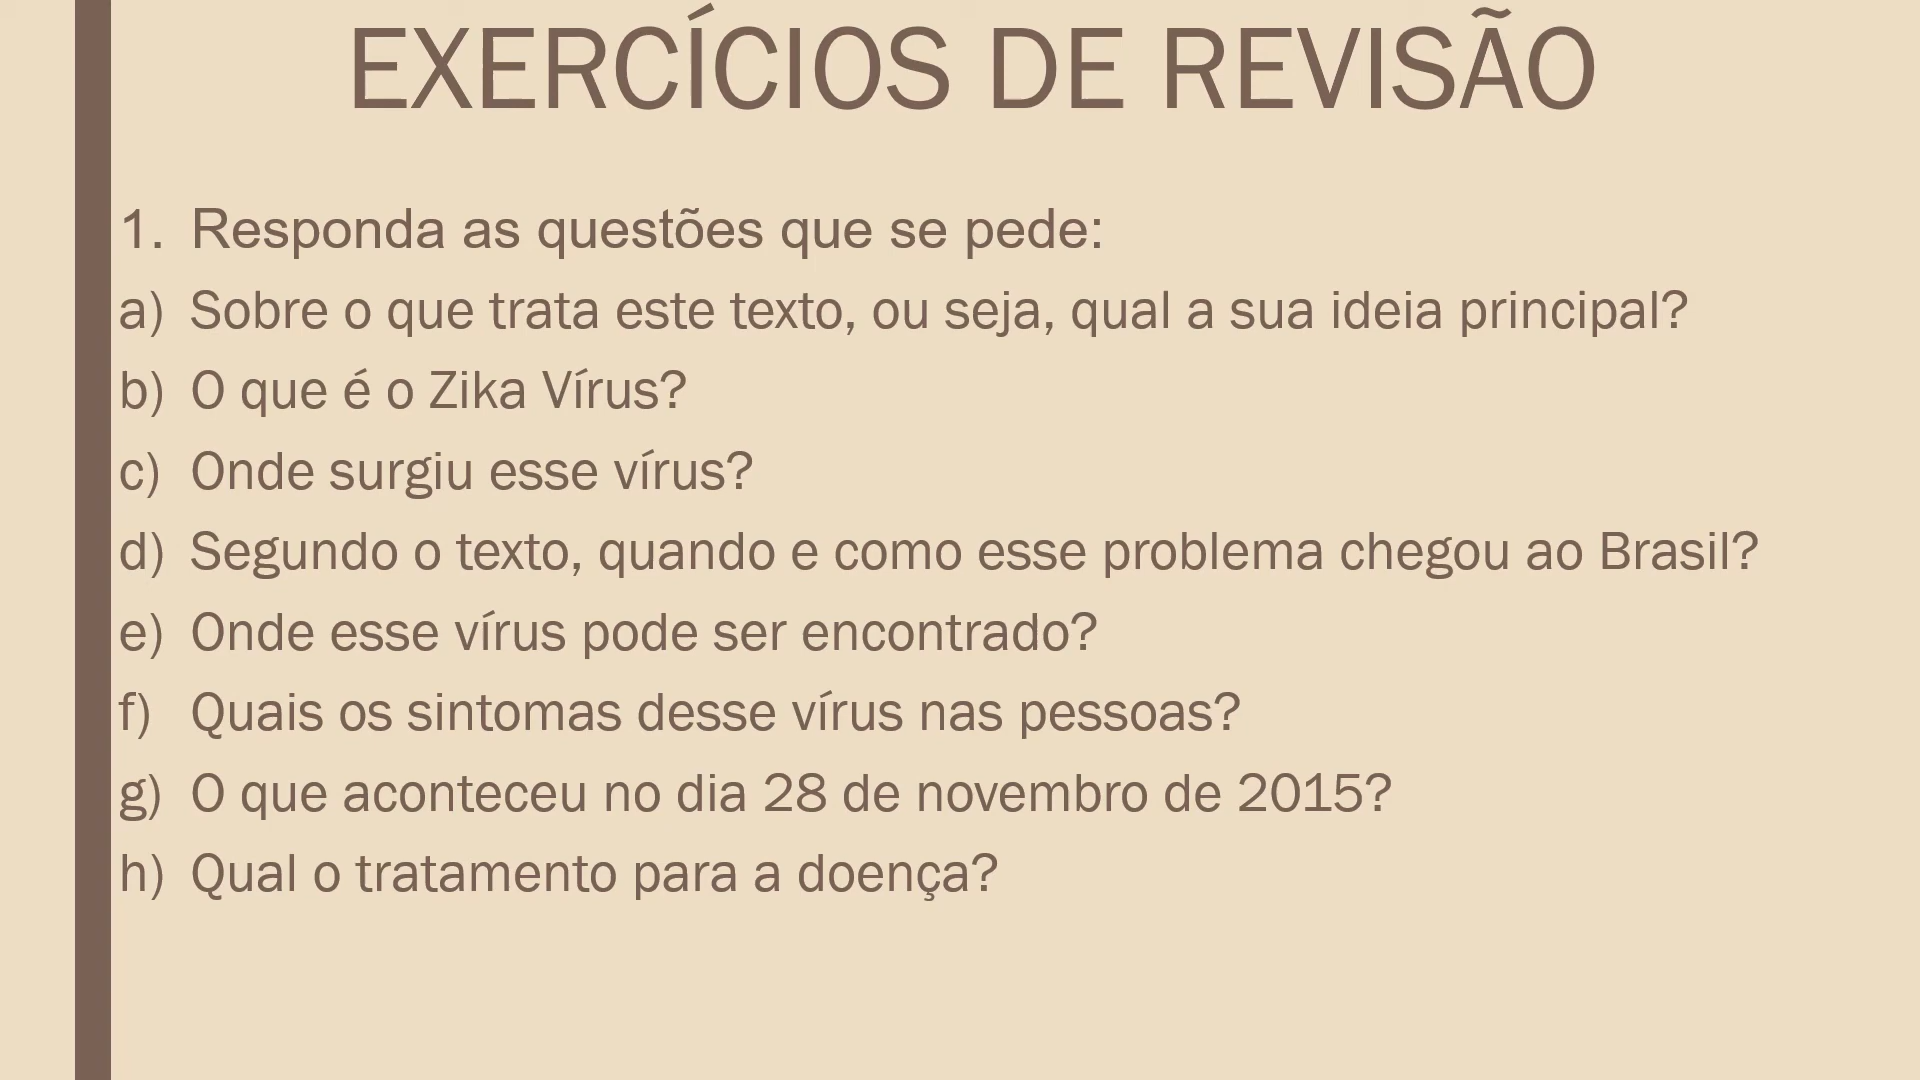 EXERCÍCIOS DE REVISÃO
1. Responda as questões que se pede:
a) Sobre o que trata este texto, ou seja, qual a sua ideia principal?
b) O que é o Zika Vírus?
c) Onde surgiu esse vírus?
d) Segundo o texto, quando e como esse problema chegou ao Brasil?
e) Onde esse vírus pode ser encontrado?
f) Quais os sintomas desse vírus nas pessoas?
g) O que aconteceu no dia 28 de novembro de 2015?
h) Qual o tratamento para a doença?